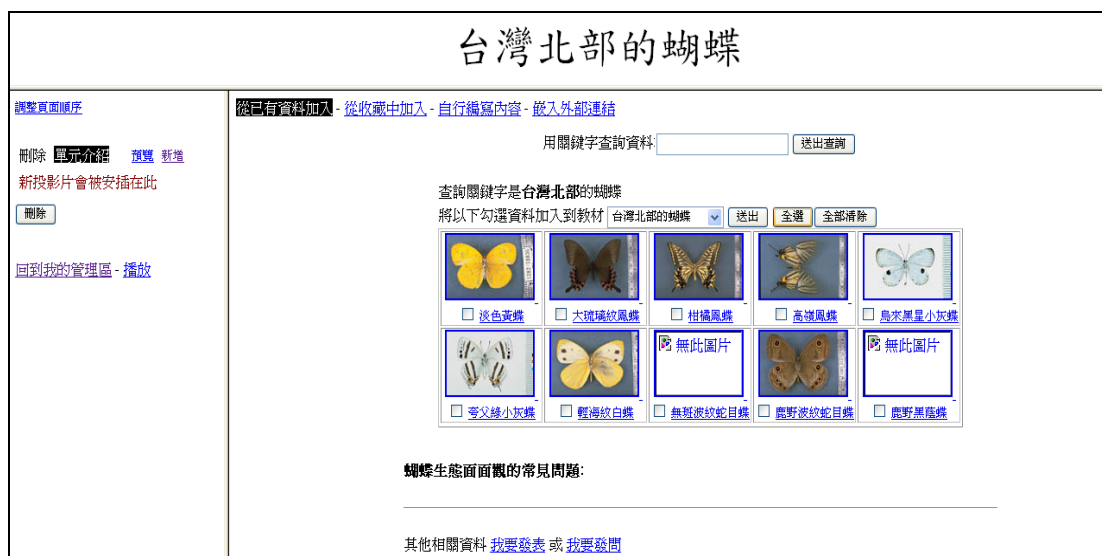 台灣北部的蝴蝶
調整頁面順序
刪除 單元介紹 預覽 新增
新投影片會被安插在此
刪除
回到我的管理區 - 播放
從已有資料加入 - 從收藏中加入 - 自行編寫內容 - 嵌入外部連結
用關鍵字查詢資料: 送出查詢
查詢關鍵字是台灣北部的蝴蝶
將以下勾選資料加入到教材 台灣北部的蝴蝶 送出 全選 全部清除
淡色黃蝶 大琉璃紋鳳蝶 柑橘鳳蝶 高嶺鳳蝶 烏來黑星小灰蝶
無此圖片 無此圖片
夸父綠小灰蝶 輕海紋白蝶 無斑波紋蛇目蝶 鹿野波紋蛇目蝶 鹿野黑蔭蝶
蝴蝶生態面面觀的常見問題:
其他相關資料 我要發表 或 我要發問